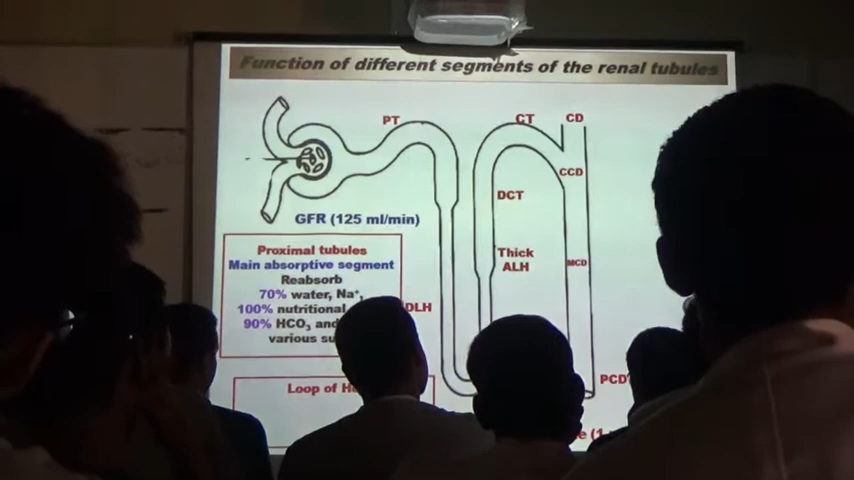 Function of different segments of the renal tubules
PT
CT
CD
CCD
DCT
GFR (125 ml/min)
Thick
ALH
MCD
Proximal tubules
Main absorptive segment
Reabsorb
70% water, Na⁺,
100% nutritional
90% HCO₃ and
various
DLH
PCD
Loop of
(1